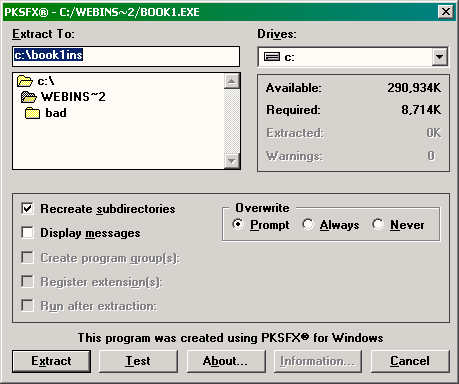 PKSFX® - C:/WEBINS~2/BOOK1.EXE
Extract To:
c:\book1ins
c:\
WEBINS~2
bad
Drives:
c:
Available: 290,934K
Required: 8,714K
Extracted: 0K
Warnings: 0
Recreate subdirectories
Display messages
Create program group(s):
Register extension(s):
Run after extraction:
Overwrite
Prompt Always Never
This program was created using PKSFX® for Windows
Extract Test About... Information... Cancel